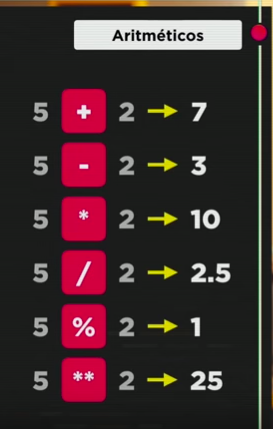 Aritméticos
5 + 2 → 7
5 - 2 → 3
5 * 2 → 10
5 / 2 → 2.5
5 % 2 → 1
5 ** 2 → 25